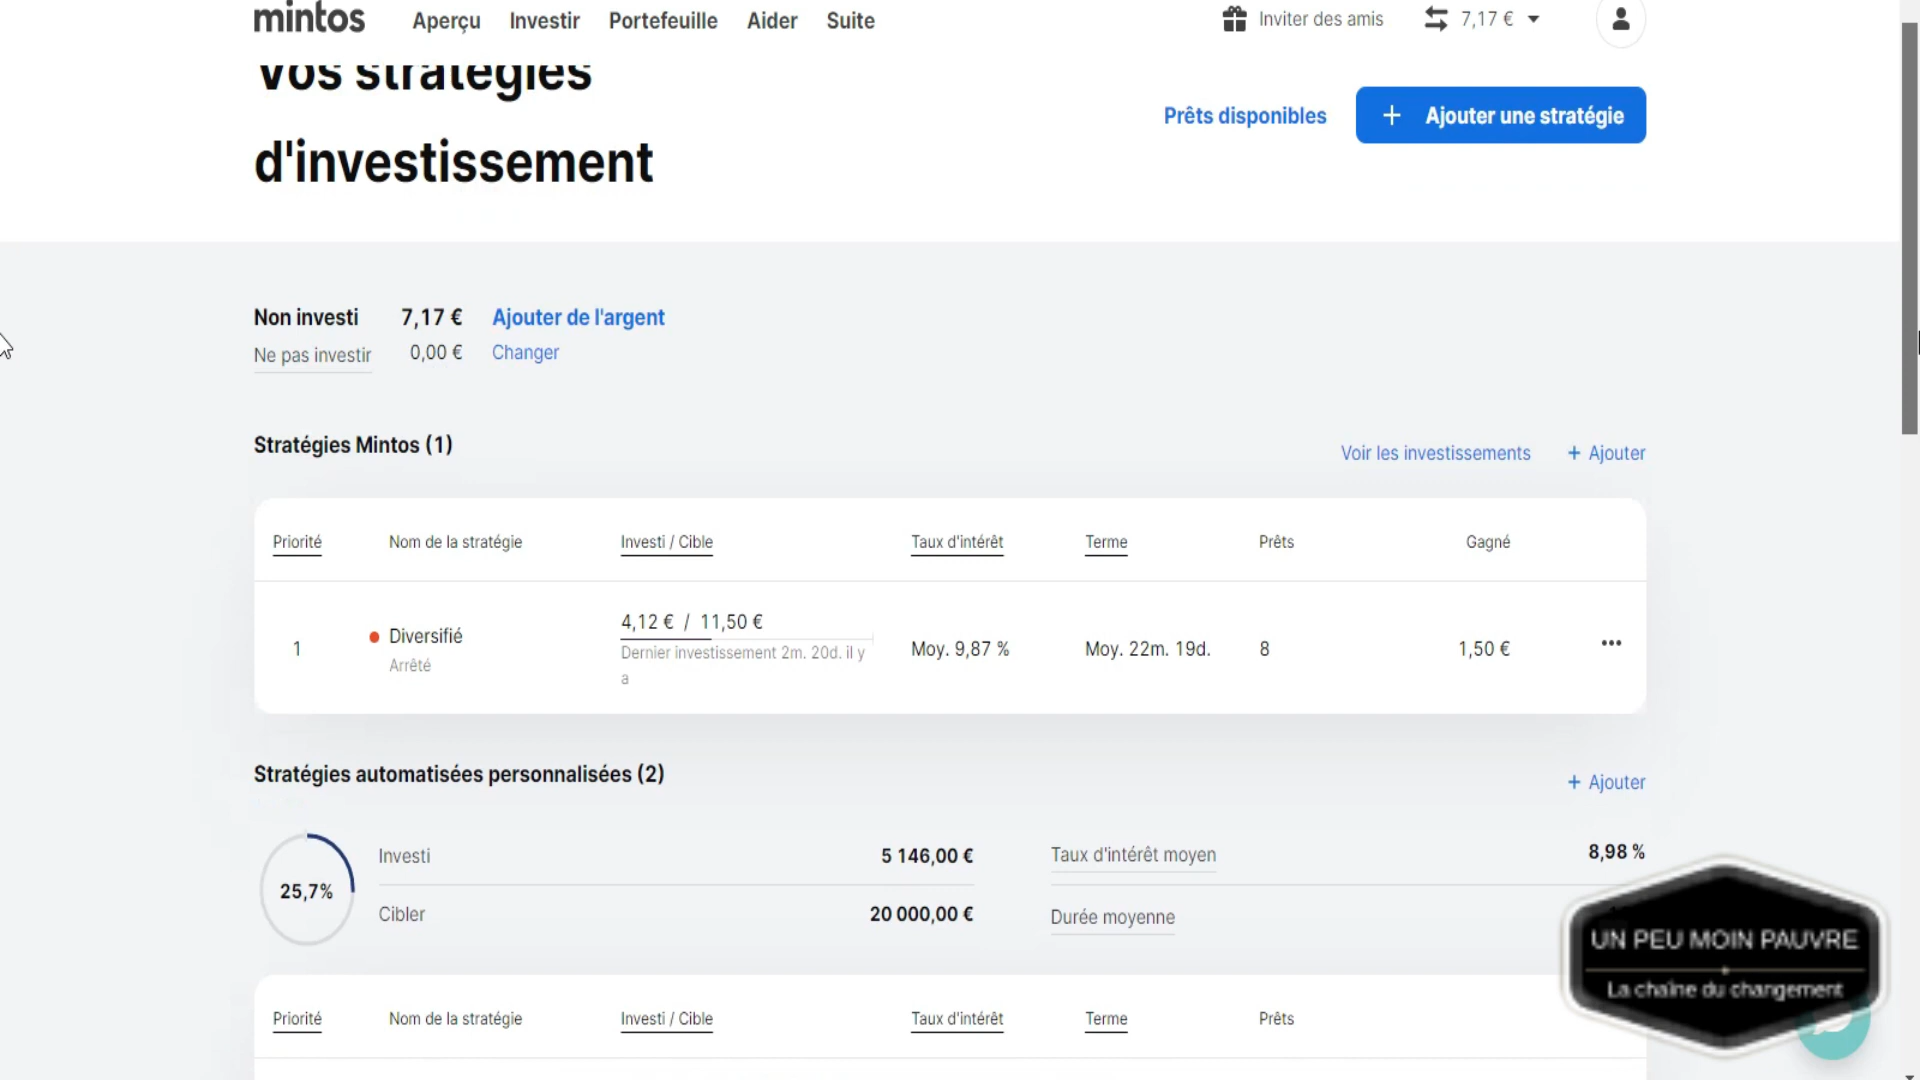 mintos
Aperçu Investir Portefeuille Aider Suite
Inviter des amis
7,17 €
Vos stratégies
d'investissement
Prêts disponibles
+ Ajouter une stratégie
Non investi 7,17 € Ajouter de l'argent
Ne pas investir 0,00 € Changer
Stratégies Mintos (1)
Voir les investissements + Ajouter
Priorité Nom de la stratégie Investi / Cible Taux d'intérêt Terme Prêts Gagné
1 Diversifié 4,12 € / 11,50 € Moy. 9,87 % Moy. 22m. 19d. 8 1,50 € •••
Arrêté Dernier investissement 2m. 20d. il y
a
Stratégies automatisées personnalisées (2)
+ Ajouter
25,7%
Investi 5 146,00 € Taux d'intérêt moyen 8,98 %
Cibler 20 000,00 € Durée moyenne
Priorité Nom de la stratégie Investi / Cible Taux d'intérêt Terme Prêts
UN PEU MOIN PAUVRE
La chaîne du changement